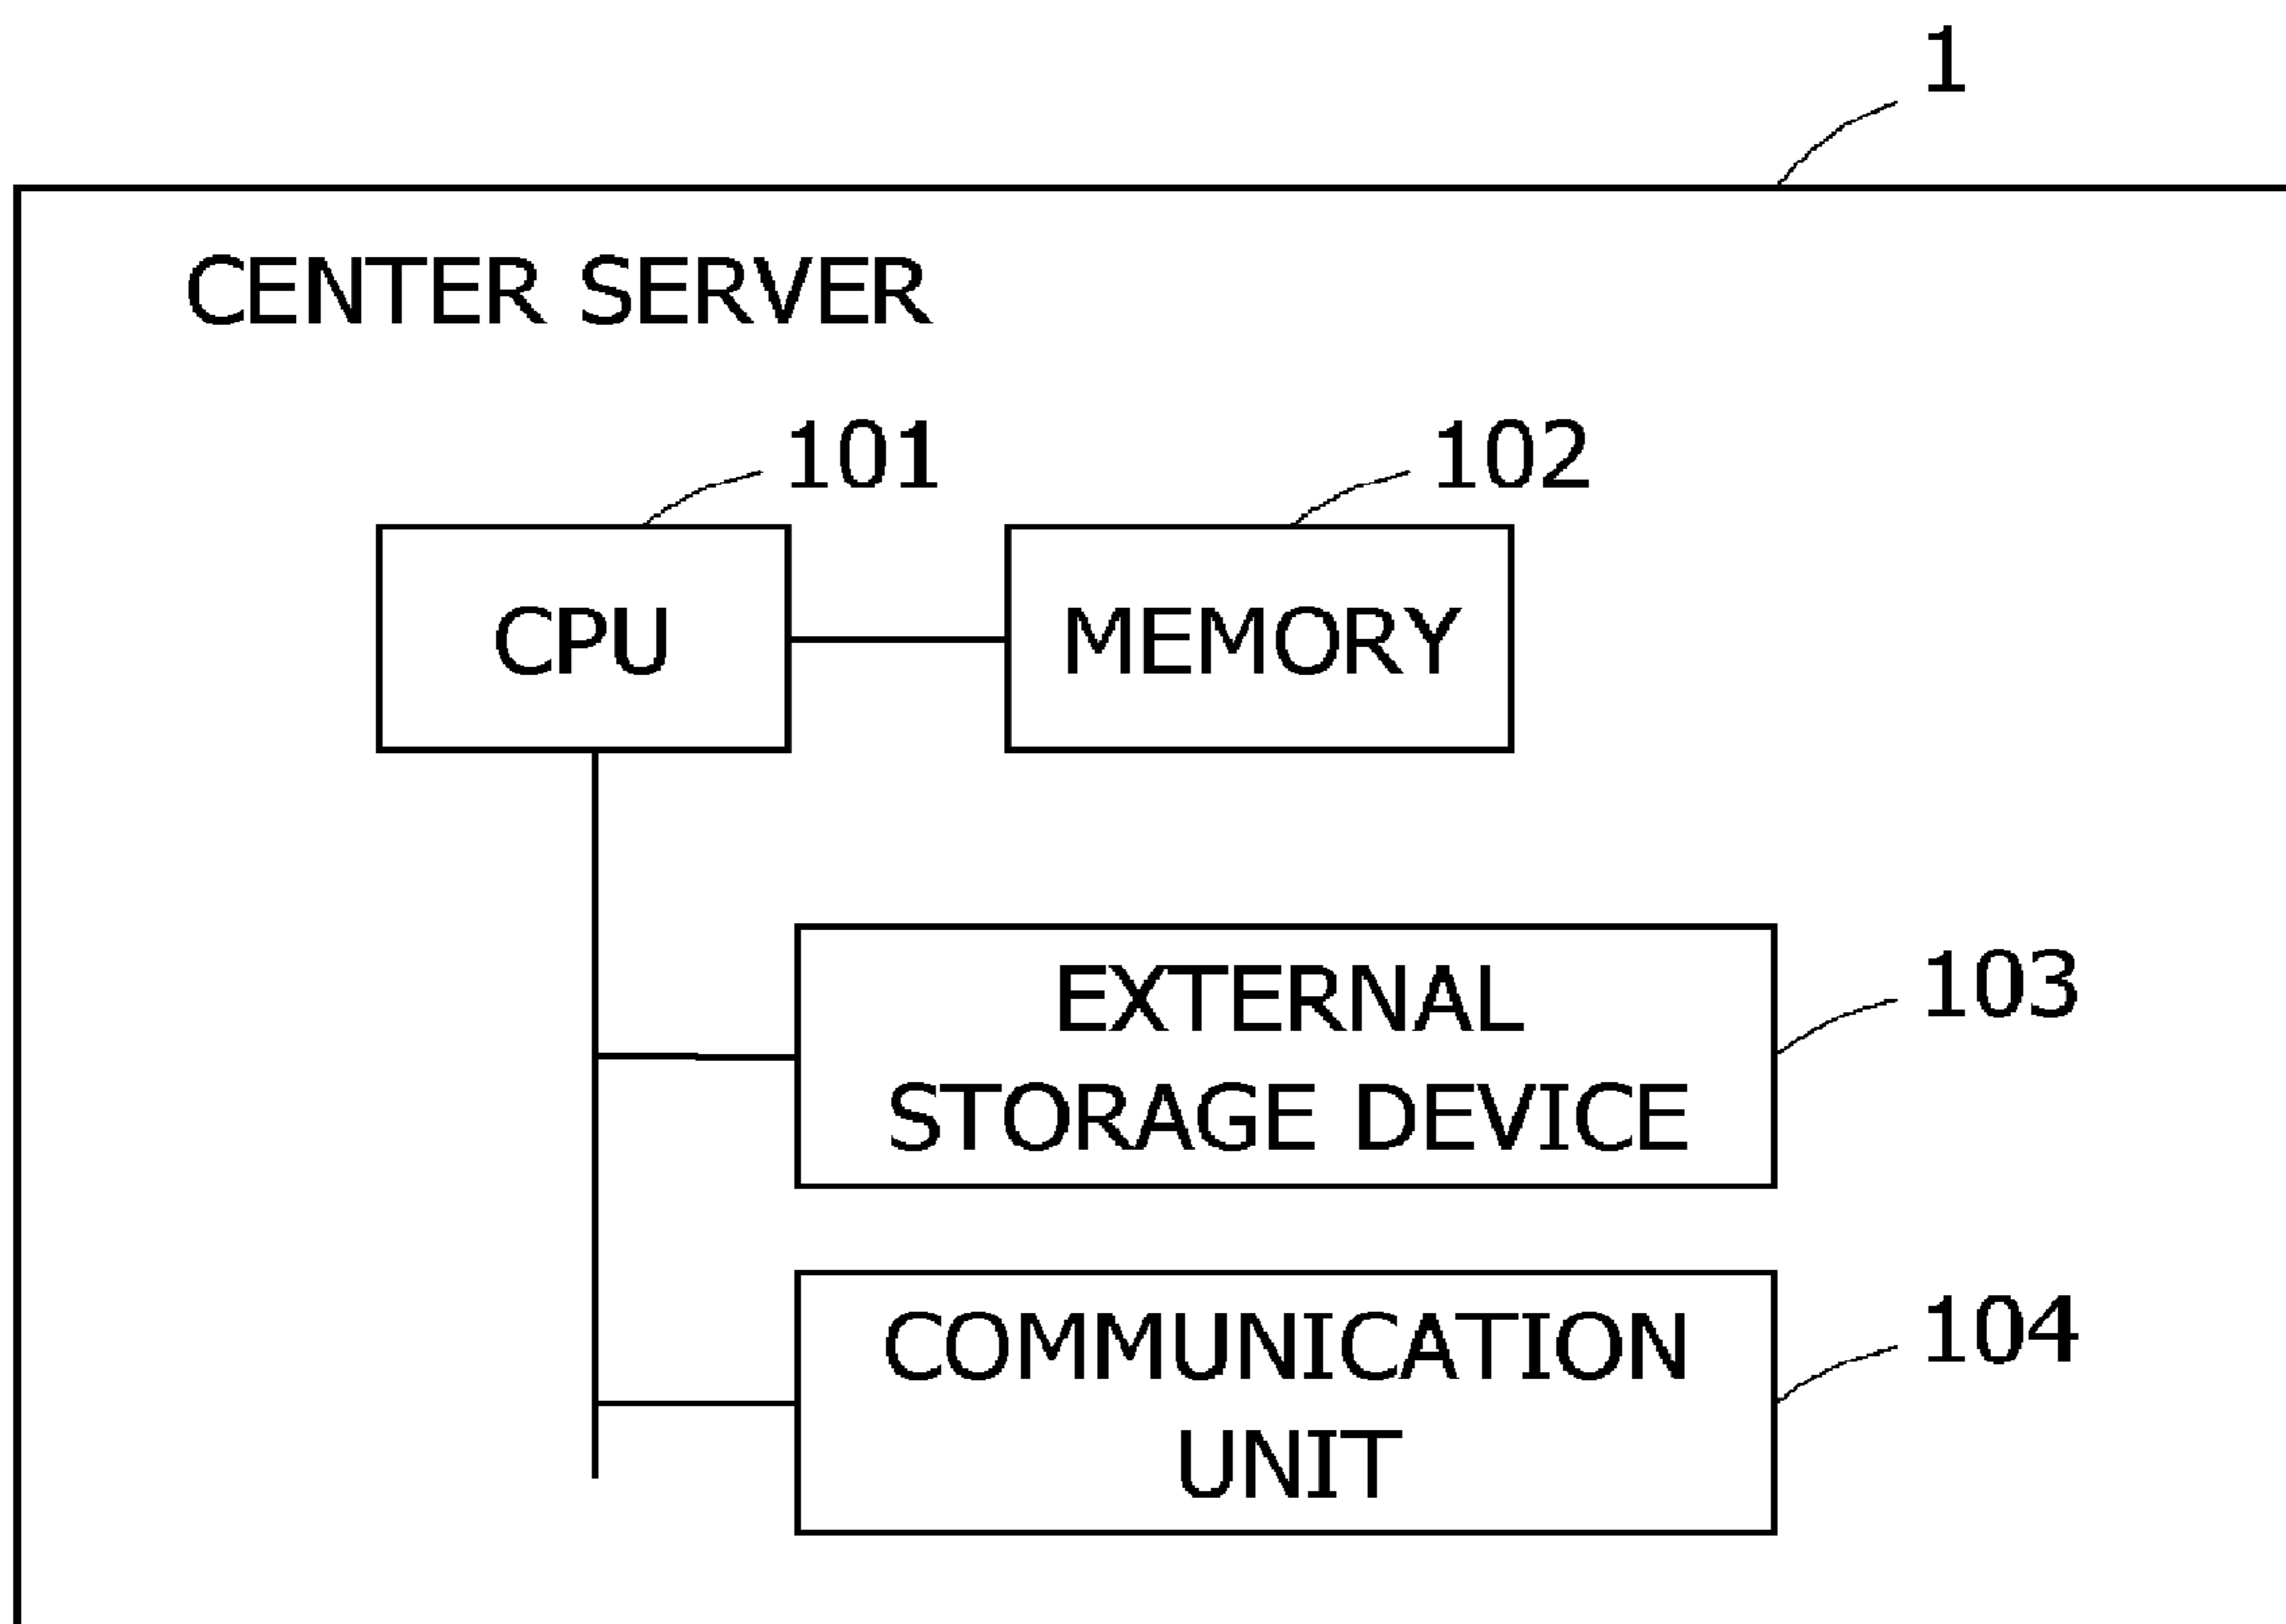 1
CENTER SERVER
101
102
CPU
MEMORY
EXTERNAL
STORAGE DEVICE
103
COMMUNICATION
UNIT
104